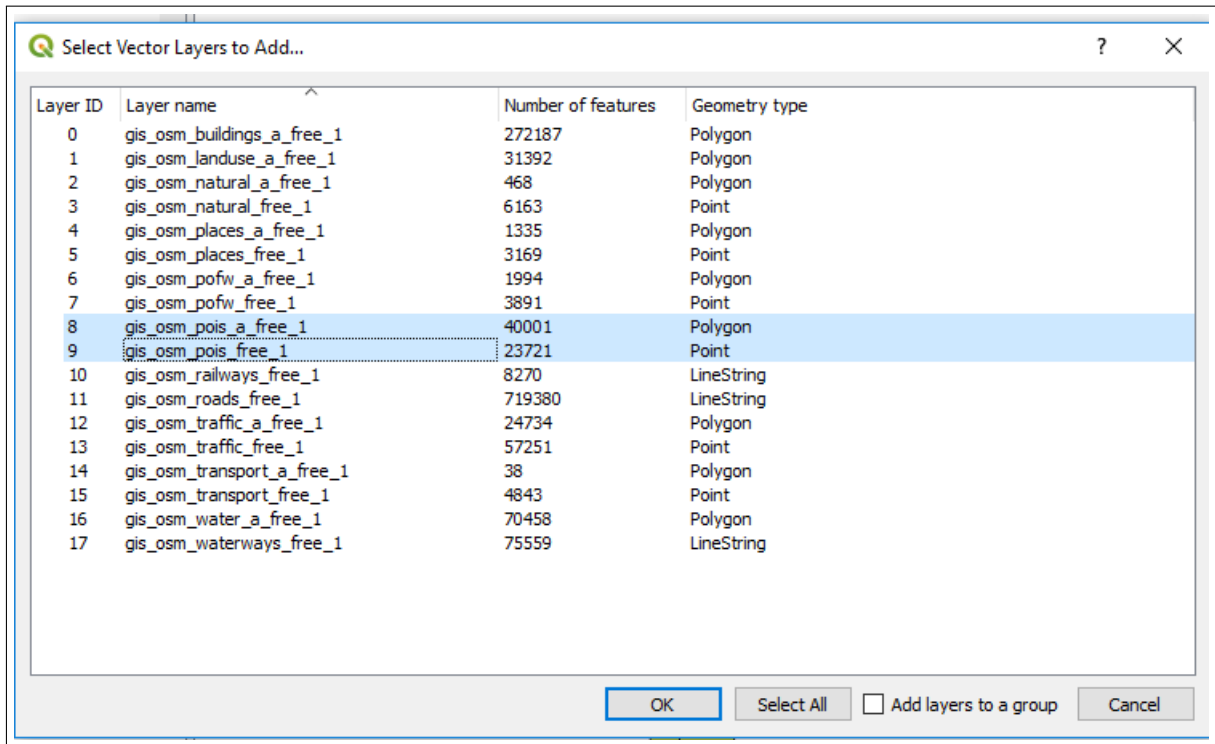 Select Vector Layers to Add... ? ✕
Layer ID Layer name Number of features Geometry type
0 gis_osm_buildings_a_free_1 272187 Polygon
1 gis_osm_landuse_a_free_1 31392 Polygon
2 gis_osm_natural_a_free_1 468 Polygon
3 gis_osm_natural_free_1 6163 Point
4 gis_osm_places_a_free_1 1335 Polygon
5 gis_osm_places_free_1 3169 Point
6 gis_osm_pofw_a_free_1 1994 Polygon
7 gis_osm_pofw_free_1 3891 Point
8 gis_osm_pois_a_free_1 40001 Polygon
9 gis_osm_pois_free_1 23721 Point
10 gis_osm_railways_free_1 8270 LineString
11 gis_osm_roads_free_1 719380 LineString
12 gis_osm_traffic_a_free_1 24734 Polygon
13 gis_osm_traffic_free_1 57251 Point
14 gis_osm_transport_a_free_1 38 Polygon
15 gis_osm_transport_free_1 4843 Point
16 gis_osm_water_a_free_1 70458 Polygon
17 gis_osm_waterways_free_1 75559 LineString
OK Select All Add layers to a group Cancel